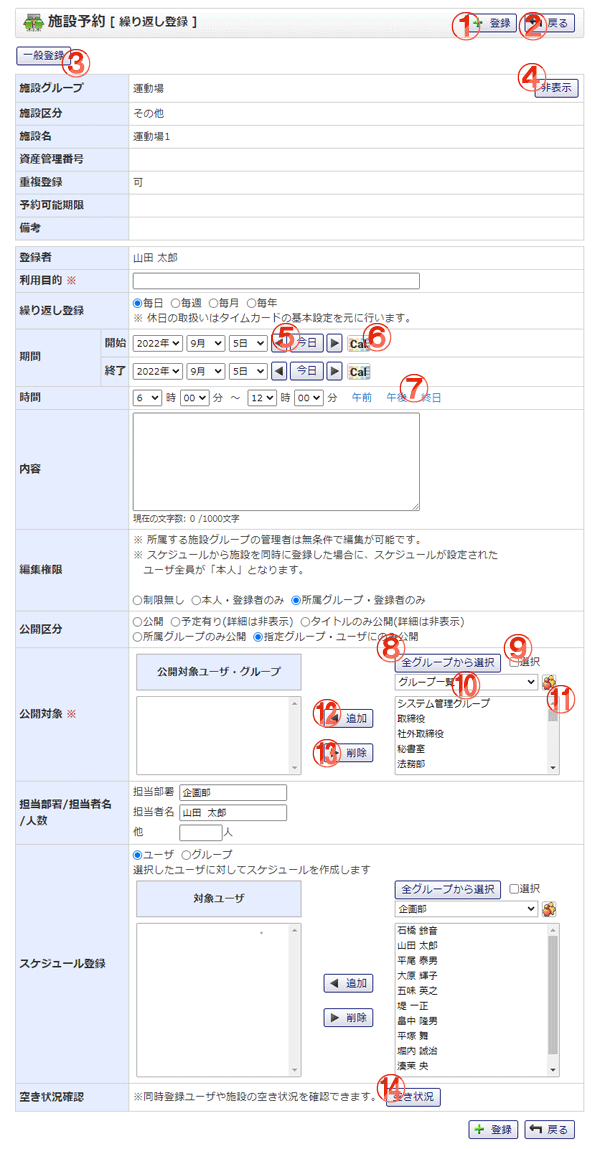 施設予約 [ 繰り返し登録 ] ① 登録 ② 戻る
一般登録 ③
④
施設グループ 運動場 非表示
施設区分 その他
施設名 運動場1
資産管理番号
重複登録 可
予約可能期限
備考
登録者 山田 太郎
利用目的 ※
繰り返し登録 毎日 毎週 毎月 毎年
※ 休日の取扱いはタイムカードの基本設定を元に行います。
期間 開始 2022年 9月 5日 ⑤ 今日 Cal ⑥
終了 2022年 9月 5日 今日 Cal
時間 6 時 00 分 ～ 12 時 00 分 午前 午後 ⑦ 終日
内容
現在の文字数: 0 /1000文字
編集権限 ※ 所属する施設グループの管理者は無条件で編集が可能です。
※ スケジュールから施設を同時に登録した場合に、スケジュールが設定された
ユーザ全員が「本人」となります。
制限無し 本人・登録者のみ 所属グループ・登録者のみ
公開区分 公開 予定有り(詳細は非表示) タイトルのみ公開(詳細は非表示)
所属グループのみ公開 指定グループ・ユーザにのみ公開
⑧ ⑨
公開対象 ※ 公開対象ユーザ・グループ 全グループから選択 選択
グループ一覧 ⑩
⑪
システム管理グループ
⑫ 追加 取締役
社外取締役
⑬ 削除 秘書室
法務部
担当部署/担当者名
/人数
担当部署 企画部
担当者名 山田 太郎
他 人
スケジュール登録 ユーザ グループ
選択したユーザに対してスケジュールを作成します
対象ユーザ 全グループから選択 選択
企画部
石橋 鈴音
山田 太郎
平尾 泰男
大原 輝子
追加 五味 英之
堤 一正
削除 畠中 隆男
平塚 舞
堀内 誠治
湊茉 央
⑭
空き状況確認 ※同時登録ユーザや施設の空き状況を確認できます。 空き状況
登録 戻る